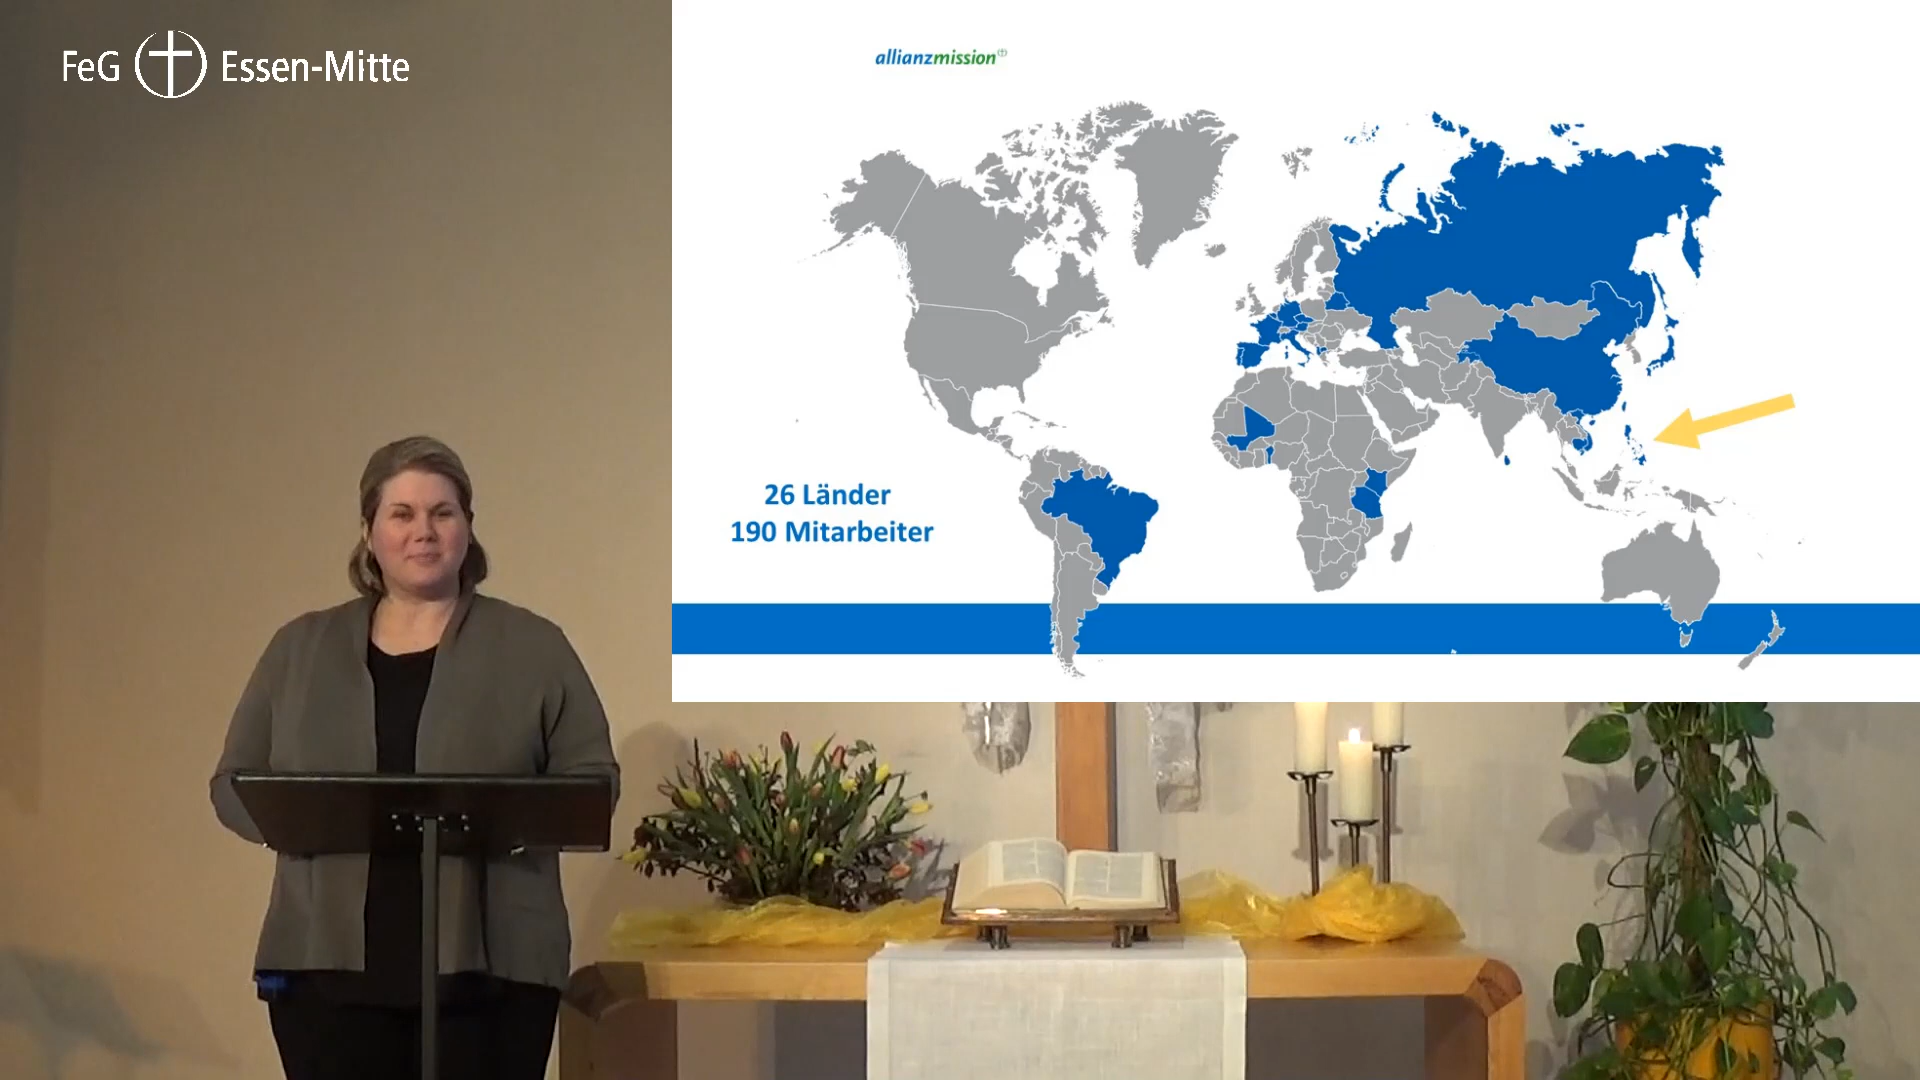 FeG Essen-Mitte
allianzmission
26 Länder
190 Mitarbeiter